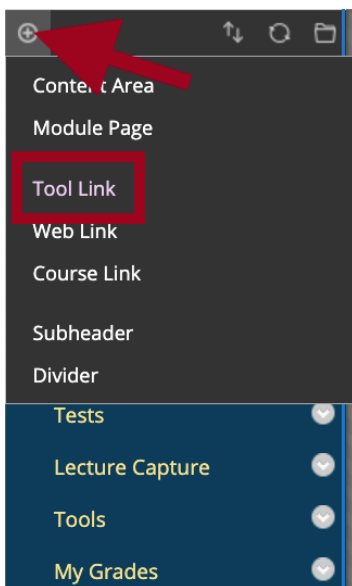 Content Area
Module Page
Tool Link
Web Link
Course Link
Subheader
Divider
Tests
Lecture Capture
Tools
My Grades